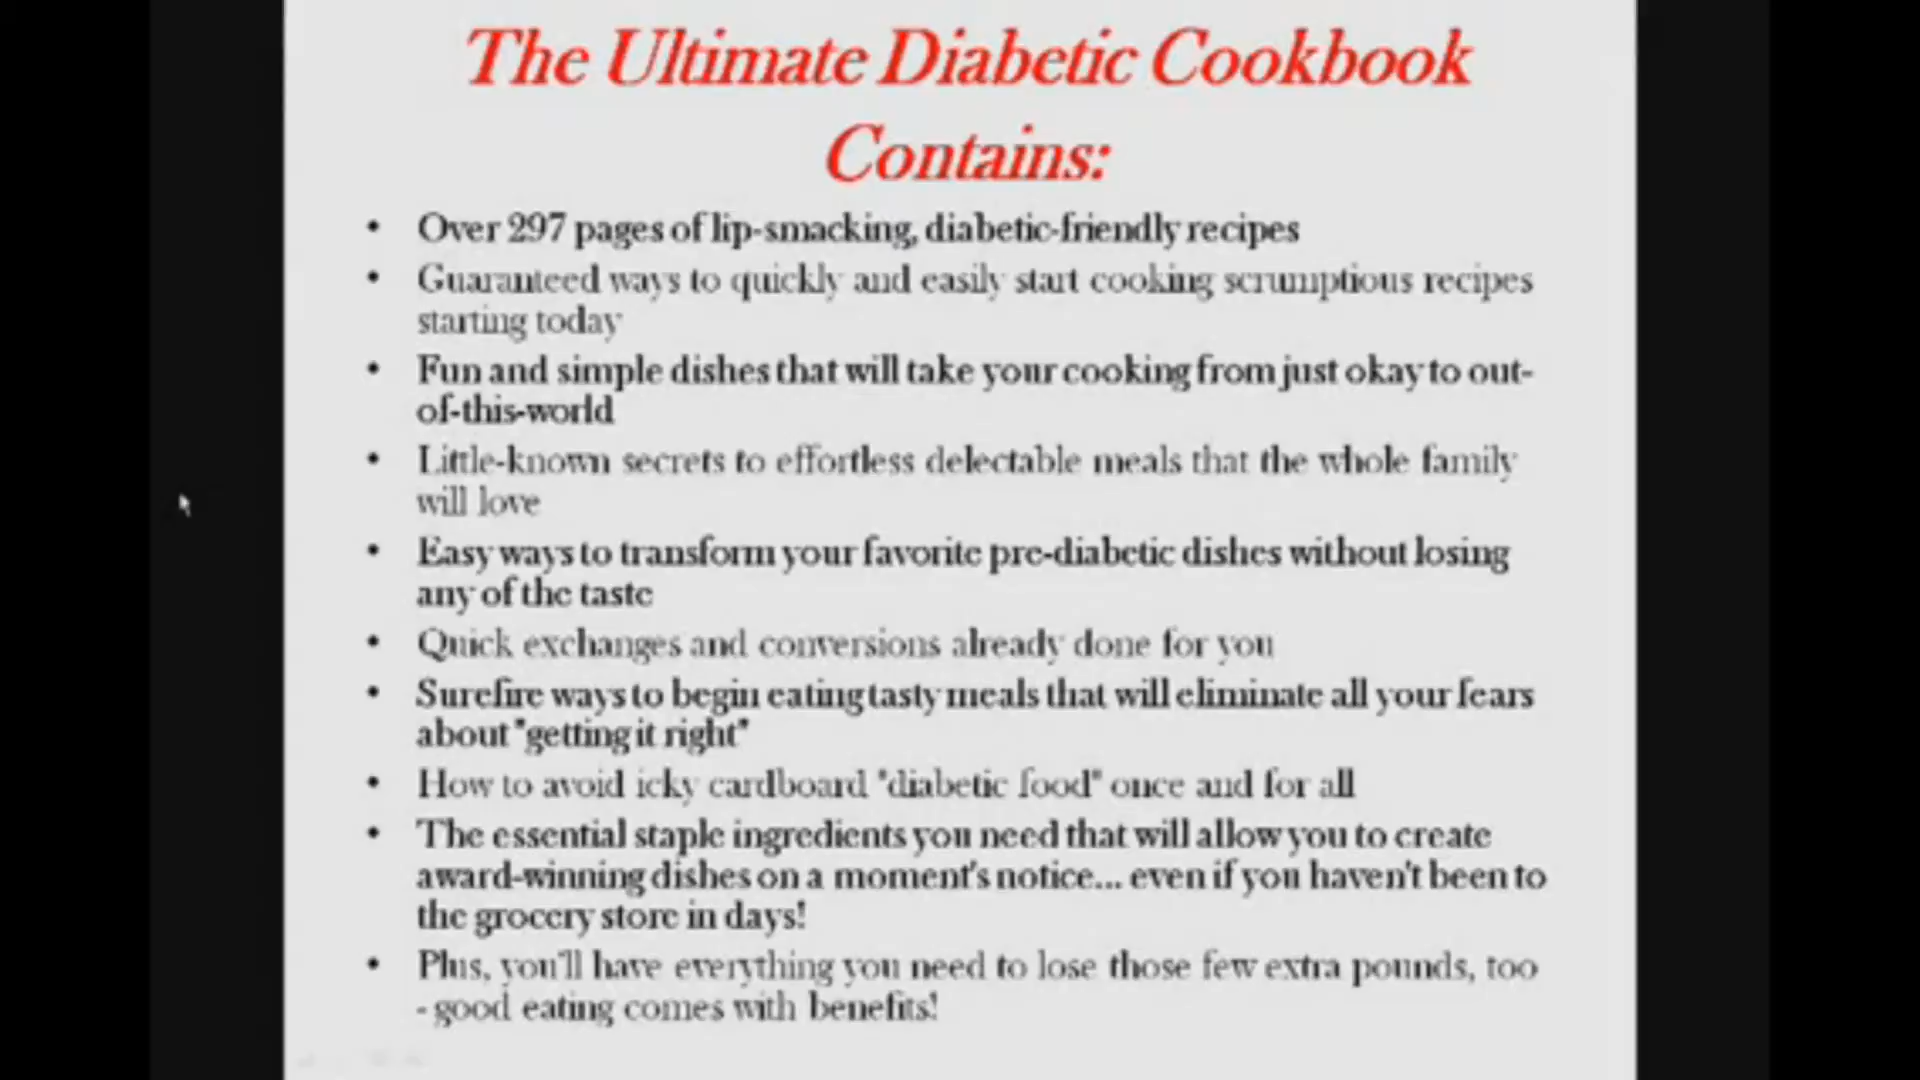 The Ultimate Diabetic Cookbook
Contains:
• Over 297 pages of lip-smacking, diabetic-friendly recipes
• Guaranteed ways to quickly and easily start cooking scrumptious recipes
starting today
• Fun and simple dishes that will take your cooking from just okay to out-
of-this-world
• Little-known secrets to effortless delectable meals that the whole family
will love
• Easy ways to transform your favorite pre-diabetic dishes without losing
any of the taste
• Quick exchanges and conversions already done for you
• Surefire ways to begin eating tasty meals that will eliminate all your fears
about "getting it right"
• How to avoid icky cardboard "diabetic food" once and for all
• The essential staple ingredients you need that will allow you to create
award-winning dishes on a moment's notice... even if you haven't been to
the grocery store in days!
• Plus, you'll have everything you need to lose those few extra pounds, too
- good eating comes with benefits!